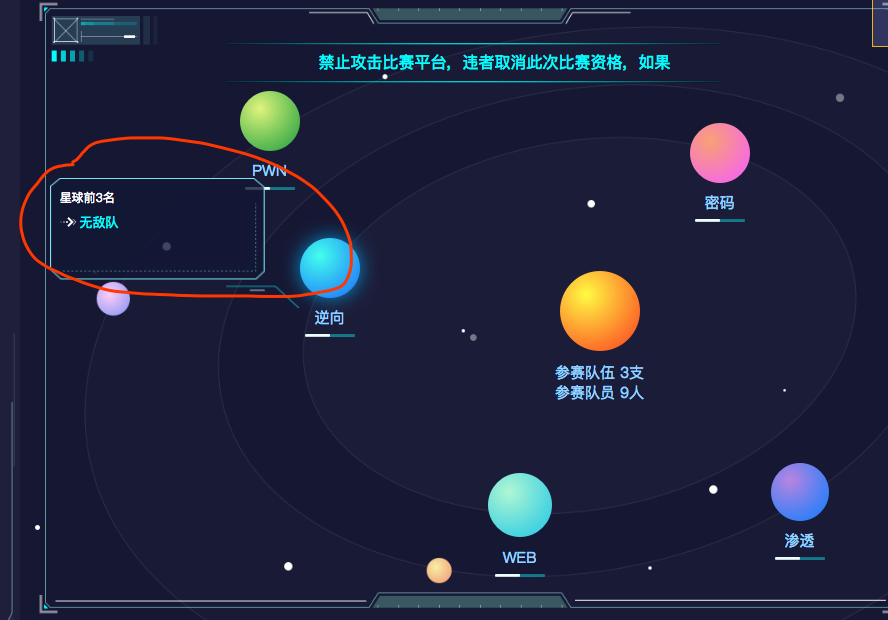 禁止攻击比赛平台，违者取消此次比赛资格，如果
PWN
密码
星球前3名
无敌队
逆向
参赛队伍 3支
参赛队员 9人
WEB
渗透